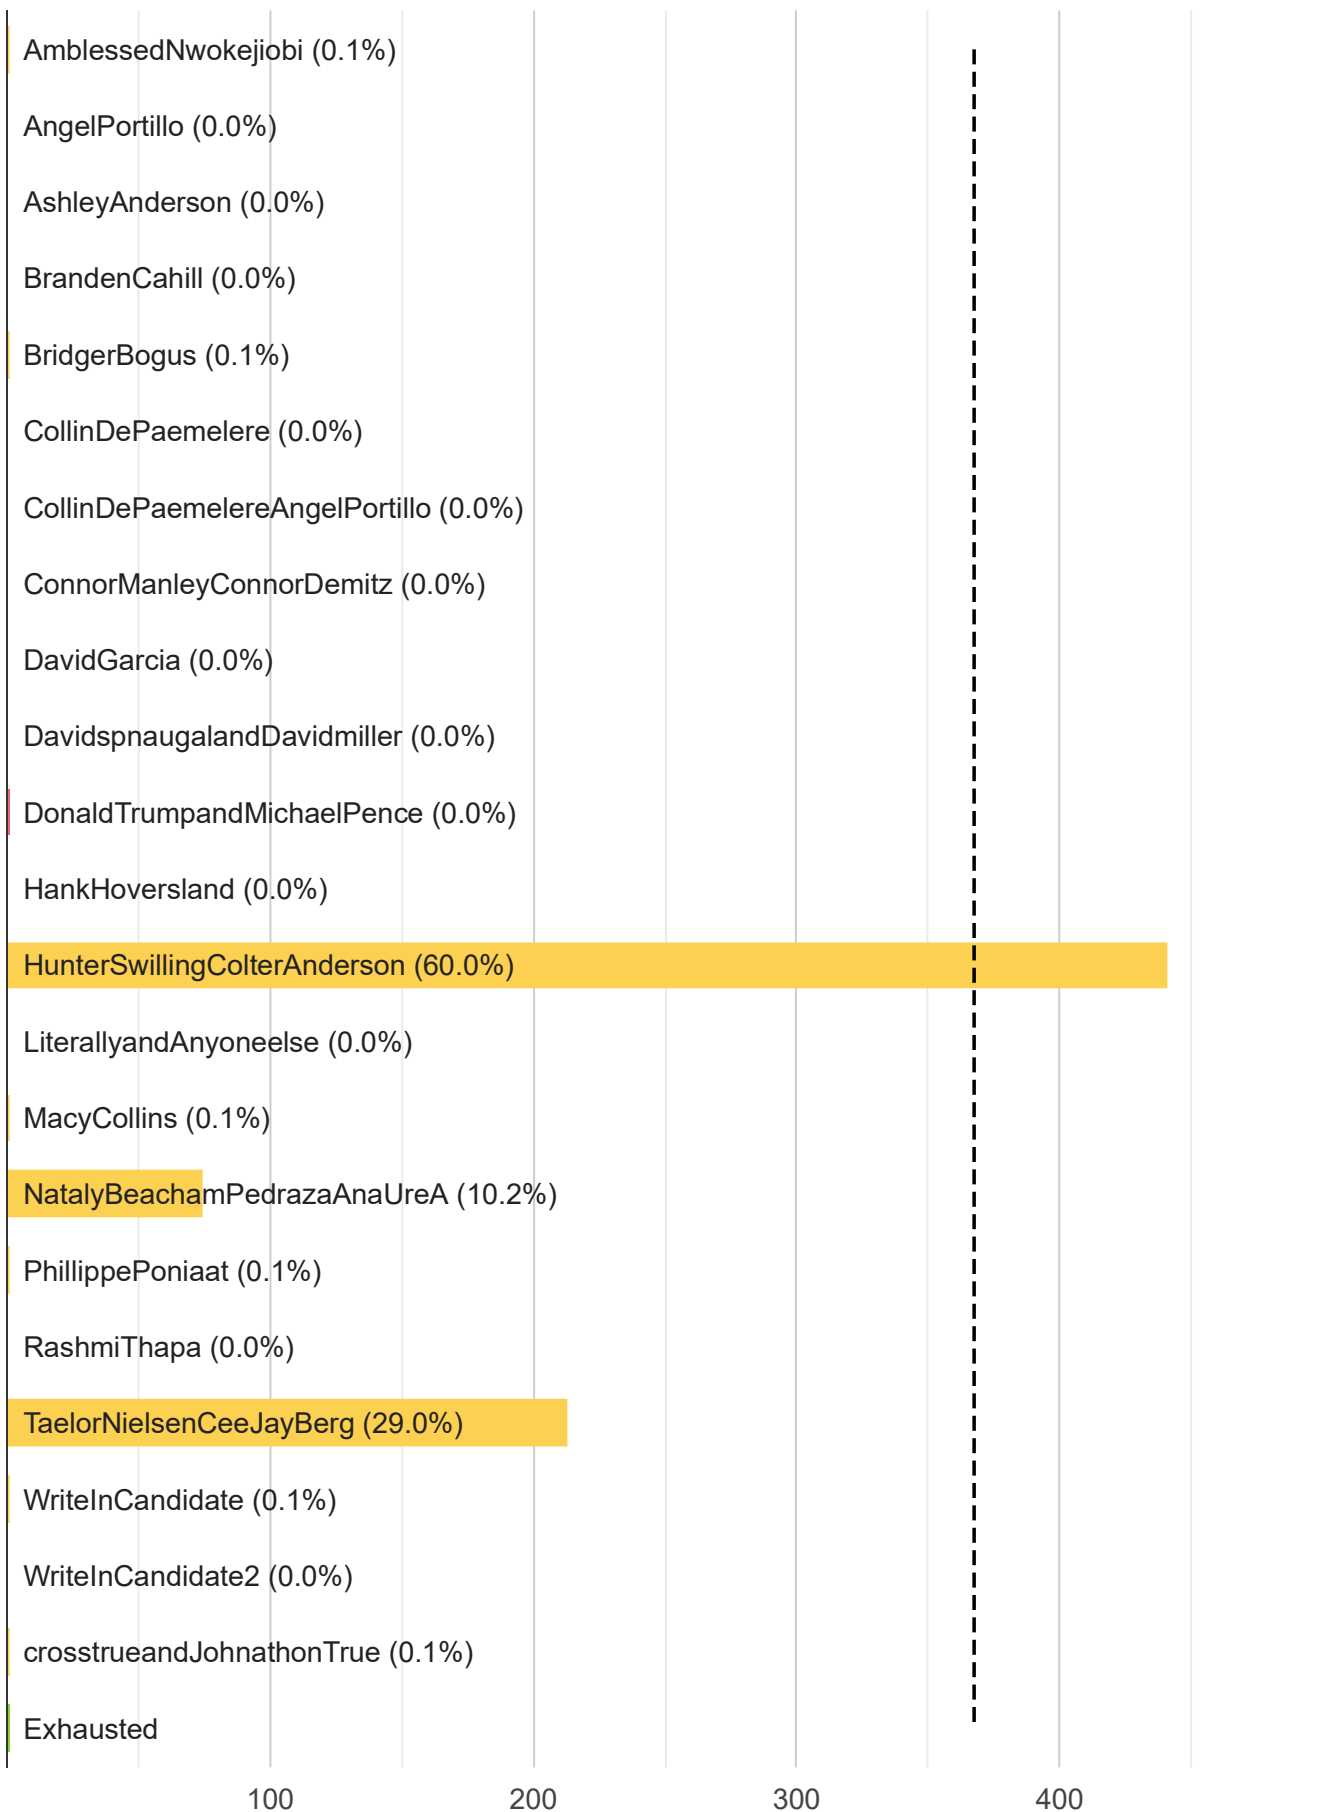 AmblessedNwokejiobi (0.1%)
AngelPortillo (0.0%)
AshleyAnderson (0.0%)
BrandenCahill (0.0%)
BridgerBogus (0.1%)
CollinDePaemelere (0.0%)
CollinDePaemelereAngelPortillo (0.0%)
ConnorManleyConnorDemitz (0.0%)
DavidGarcia (0.0%)
DavidspnaugalandDavidmiller (0.0%)
DonaldTrumpandMichaelPence (0.0%)
HankHoversland (0.0%)
HunterSwillingColterAnderson (60.0%)
LiterallyandAnyoneelse (0.0%)
MacyCollins (0.1%)
NatalyBeachamPedrazaAnaUreA (10.2%)
PhillippePoniaat (0.1%)
RashmiThapa (0.0%)
TaelorNielsenCeeJayBerg (29.0%)
WriteInCandidate (0.1%)
WriteInCandidate2 (0.0%)
crosstrueandJohnathonTrue (0.1%)
Exhausted
100 200 300 400